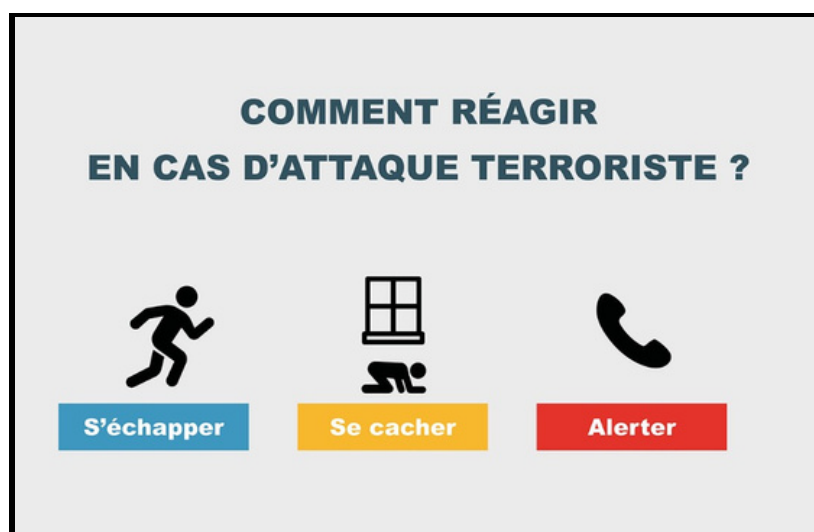 COMMENT RÉAGIR
EN CAS D’ATTAQUE TERRORISTE ?
S’échapper
Se cacher
Alerter